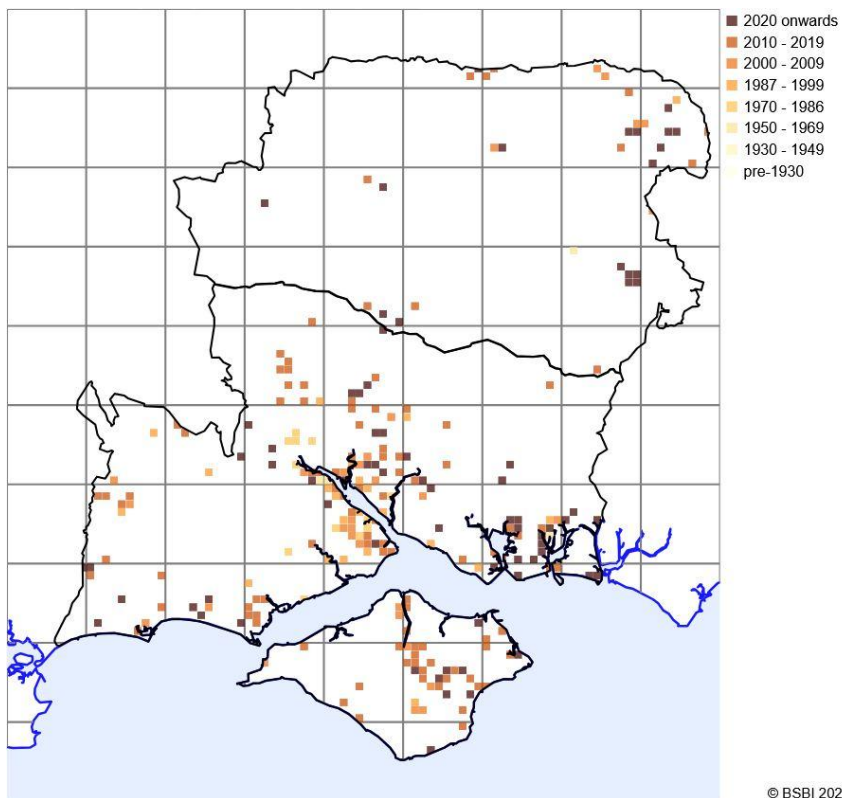 2020 onwards
2010 - 2019
2000 - 2009
1987 - 1999
1970 - 1986
1950 - 1969
1930 - 1949
pre-1930
© BSBI 202